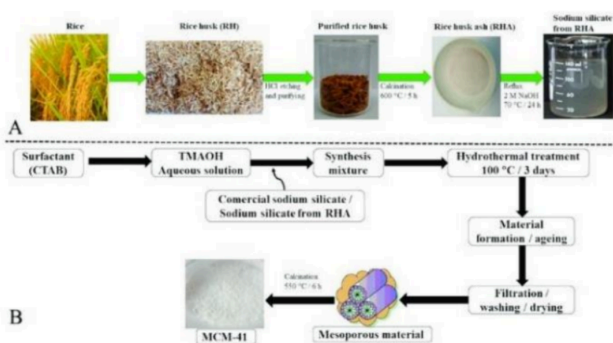 Rice
Rice husk (RH)
Purified rice husk
Rice husk ash (RHA)
Sodium silicate
from RHA
HCl etching
and purifying
Calcination
600 °C / 5 h
Reflux
2 M NaOH
70 °C / 24 h
A
Surfactant
(CTAB)
TMAOH
Aqueous solution
Synthesis
mixture
Hydrothermal treatment
100 °C / 3 days
Comercial sodium silicate /
Sodium silicate from RHA
Material
formation / ageing
Filtration /
washing / drying
Calcination
550 °C / 6 h
B
MCM-41
Mesoporous material